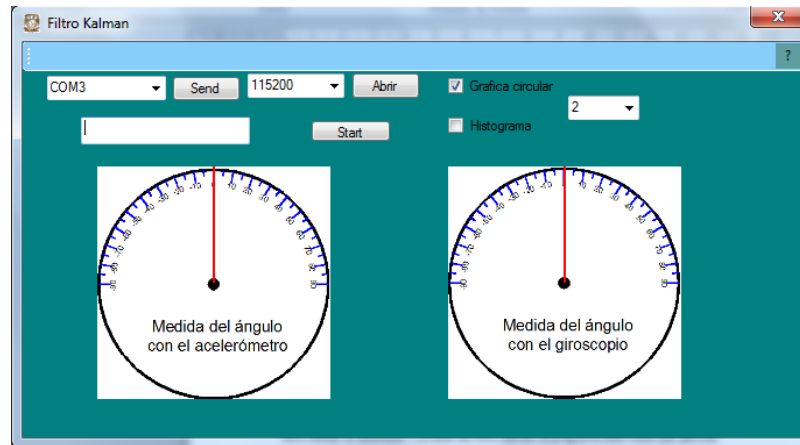 Filtro Kalman
?
COM3 Send 115200 Abrir Grafica circular
2
Start Histograma
Medida del ángulo
con el acelerómetro
Medida del ángulo
con el giroscopio